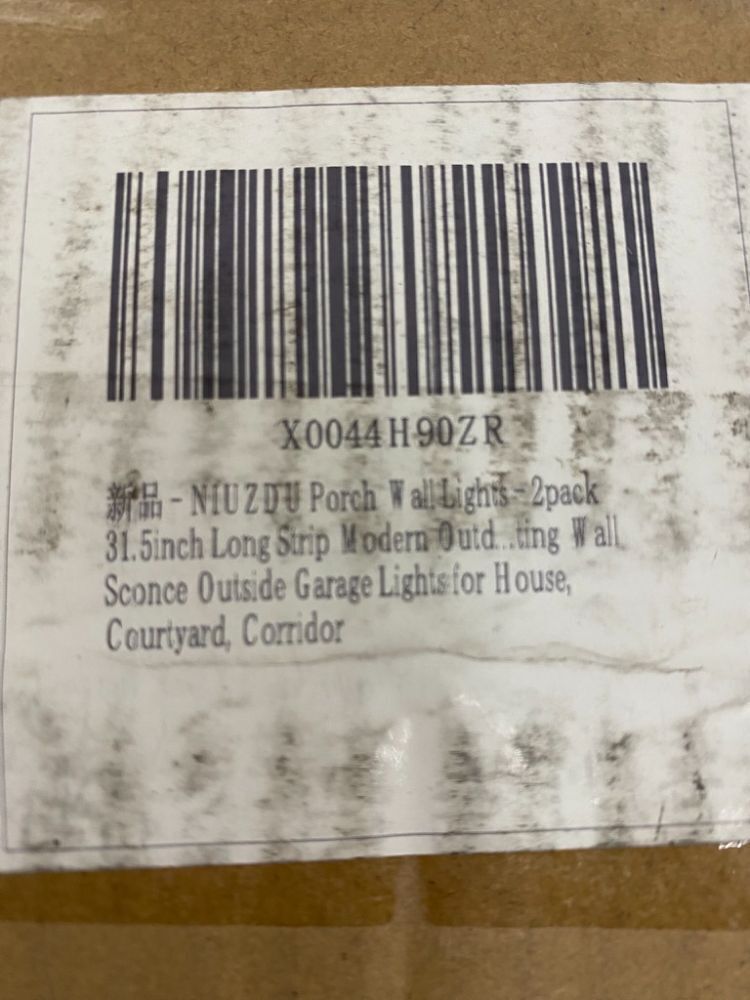 X0044H90ZR
新品 - NIUZDU Porch Wall Lights - 2pack
31.5inch Long Strip Modern Outd...ting Wall
Sconce Outside Garage Lights for House,
Courtyard, Corridor